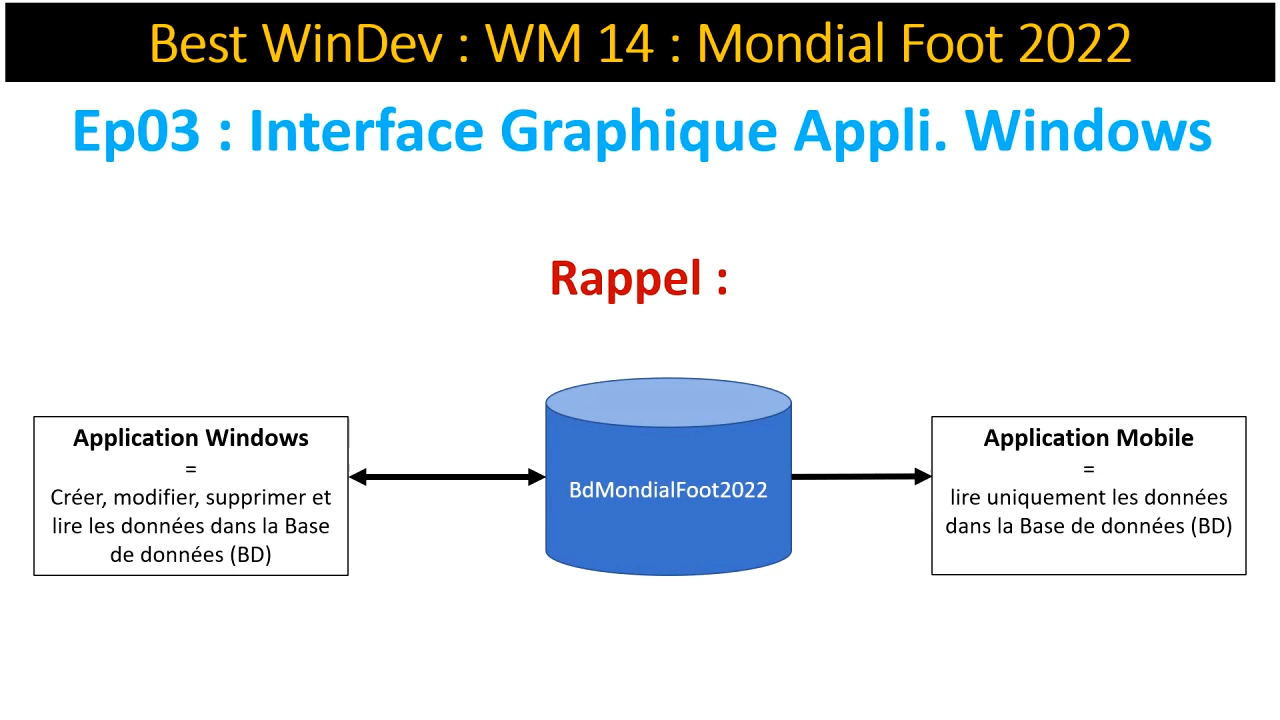 Best WinDev : WM 14 : Mondial Foot 2022
Ep03 : Interface Graphique Appli. Windows
Rappel :
Application Windows
=
Créer, modifier, supprimer et
lire les données dans la Base
de données (BD)
BdMondialFoot2022
Application Mobile
=
lire uniquement les données
dans la Base de données (BD)